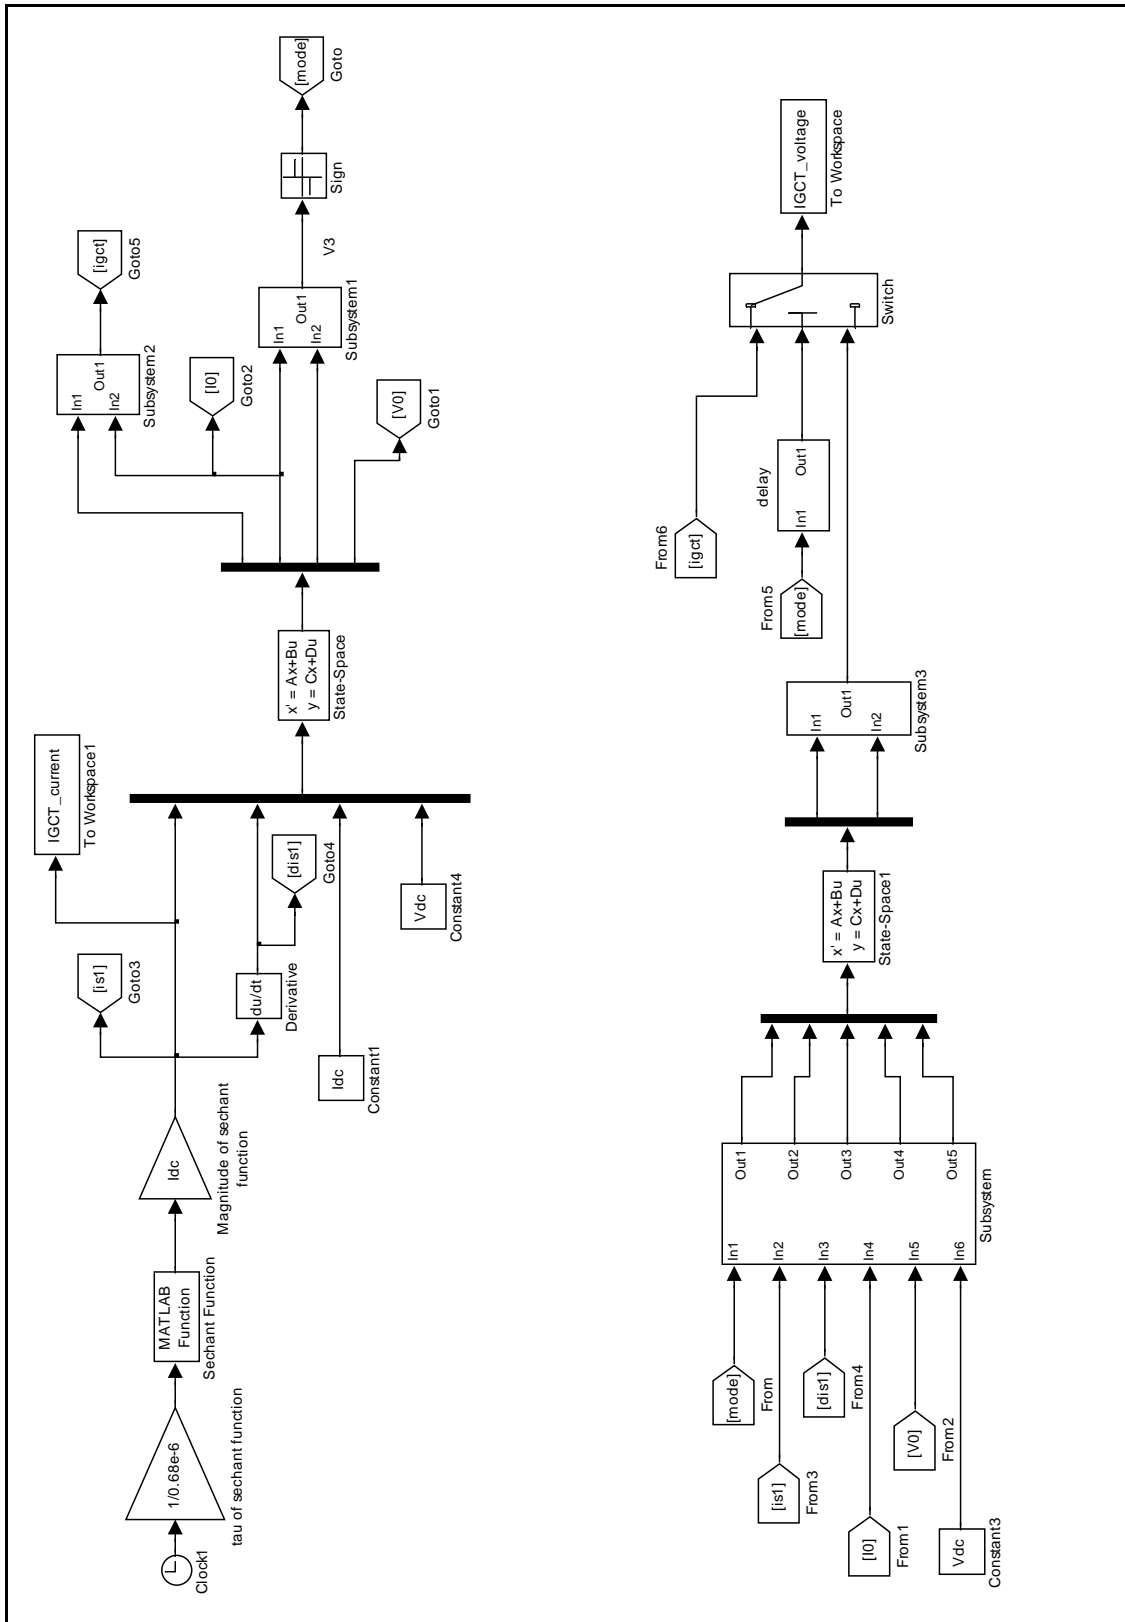 Clock1
1/0.68e-6
tau of sechant function
MATLAB
Function
Sechant Function
Idc
Magnitude of sechant
function
[is1]
Goto3
IGCT_current
To Workspace1
du/dt
Derivative
[dis1]
Goto4
Idc
Constant1
Vdc
Constant4
x' = Ax+Bu
y = Cx+Du
State-Space
In1
In2
Out1
Subsystem2
[igct]
Goto5
[I0]
Goto2
In1
In2
Out1
Subsystem1
[V0]
Goto1
V3
Sign
[mode]
Goto
[mode]
From
[is1]
From3
[dis1]
From4
[I0]
From1
[V0]
From2
Vdc
Constant3
In1
In2
In3
In4
In5
In6
Out1
Out2
Out3
Out4
Out5
Subsystem
x' = Ax+Bu
y = Cx+Du
State-Space1
In1
In2
Out1
Subsystem3
From6
[igct]
From5
[mode]
delay
In1
Out1
Switch
IGCT_voltage
To Workspace